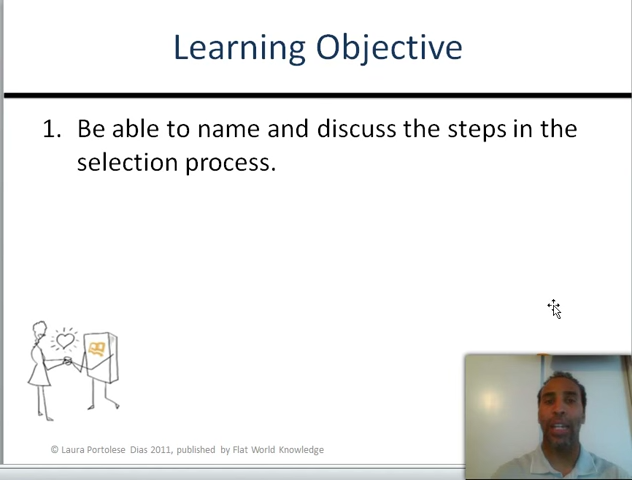 Learning Objective
1. Be able to name and discuss the steps in the
selection process.
© Laura Portolese Dias 2011, published by Flat World Knowledge